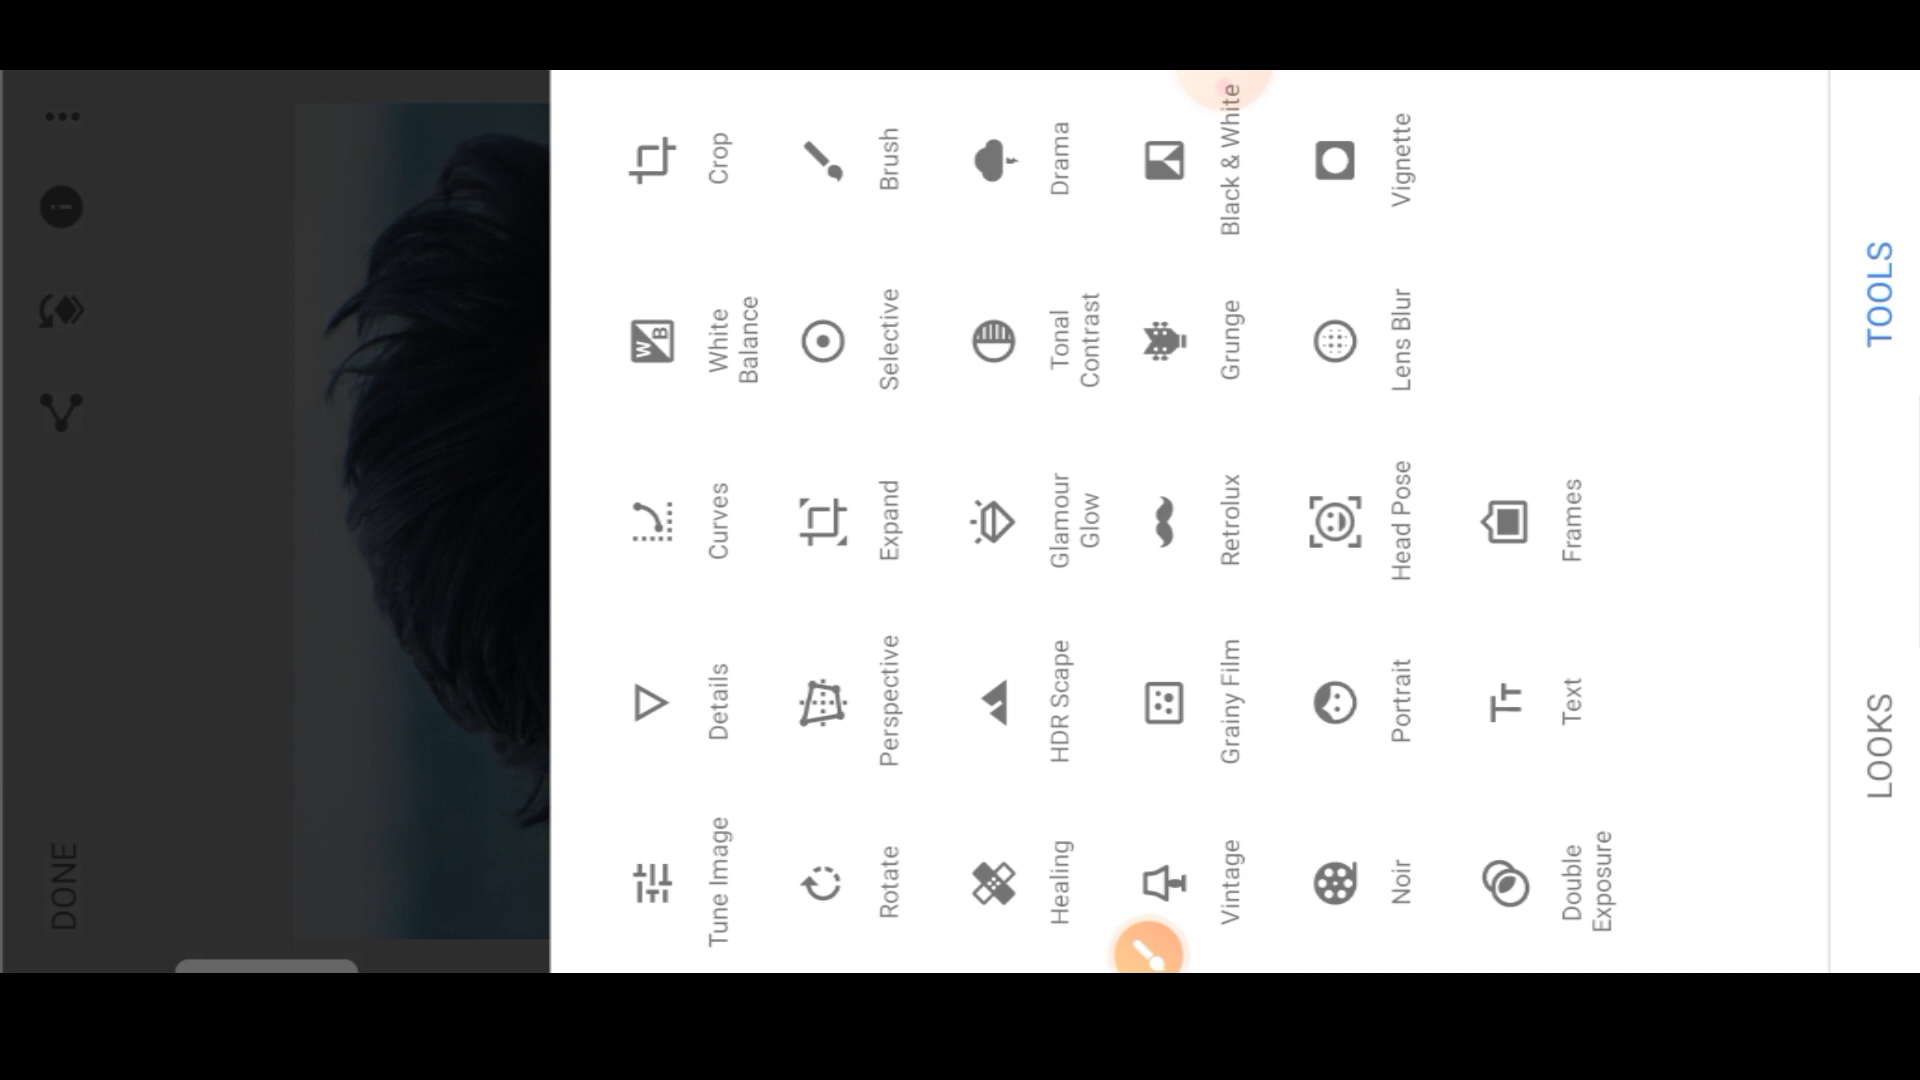 DONE
Tune Image
Details
Curves
White
Balance
Crop
Rotate
Perspective
Expand
Selective
Brush
Healing
HDR Scape
Glamour
Glow
Tonal
Contrast
Drama
Vintage
Grainy Film
Retrolux
Grunge
Black & White
Noir
Portrait
Head Pose
Lens Blur
Vignette
Double
Exposure
Text
Frames
LOOKS
TOOLS